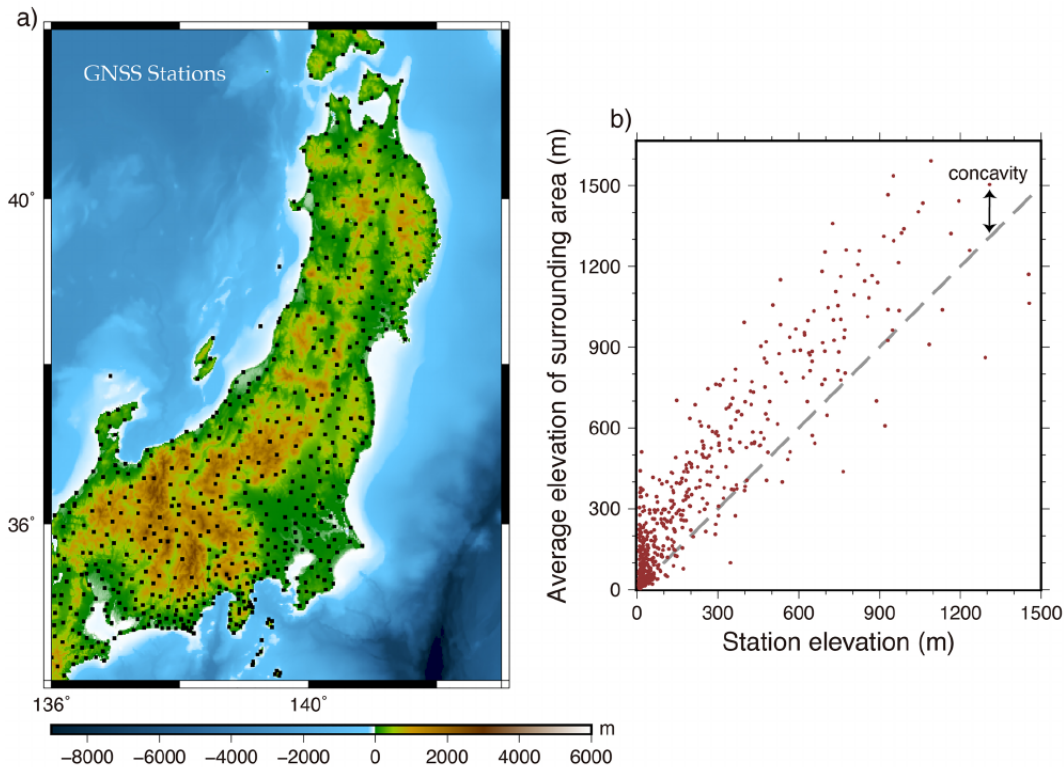 a)
GNSS Stations
40°
36°
136°
140°
m
−8000 −6000 −4000 −2000 0 2000 4000 6000
b)
Average elevation of surrounding area (m)
1500
1200
900
600
300
0
concavity
0 300 600 900 1200 1500
Station elevation (m)